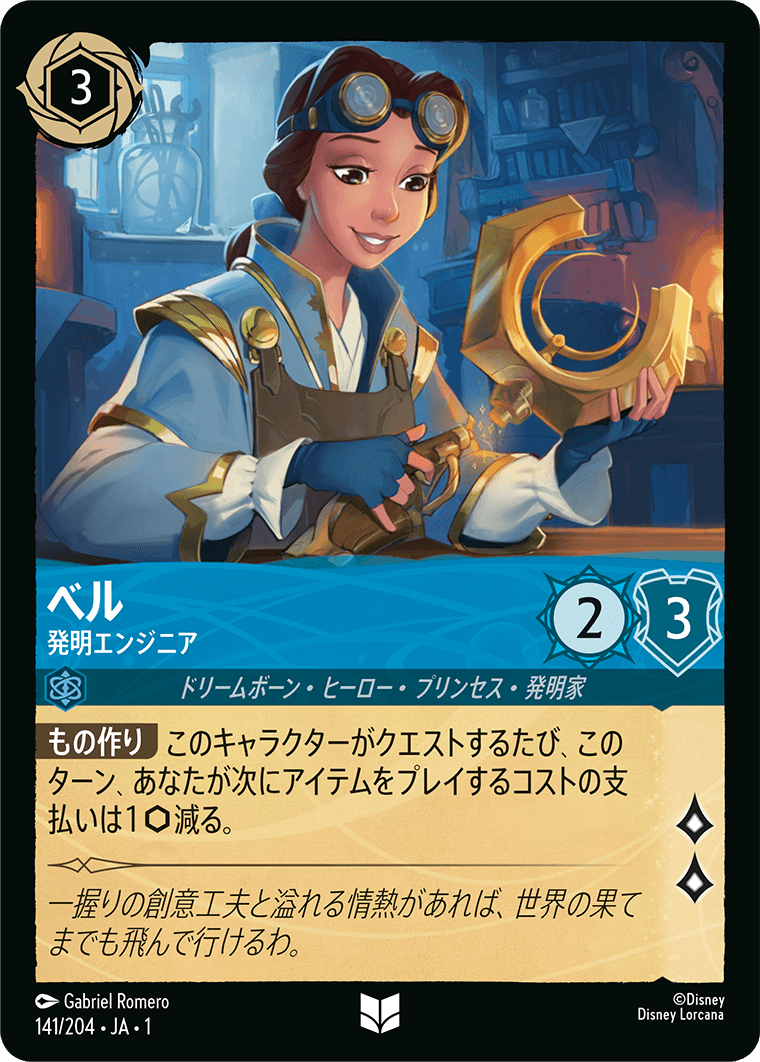 3
ベル
発明エンジニア
2
3
ドリームボーン・ヒーロー・プリンセス・発明家
もの作り このキャラクターがクエストするたび、この
ターン、あなたが次にアイテムをプレイするコストの支
払いは1⬡減る。
一握りの創意工夫と溢れる情熱があれば、世界の果て
までも飛んで行けるわ。
Gabriel Romero
141/204・JA・1
©Disney
Disney Lorcana